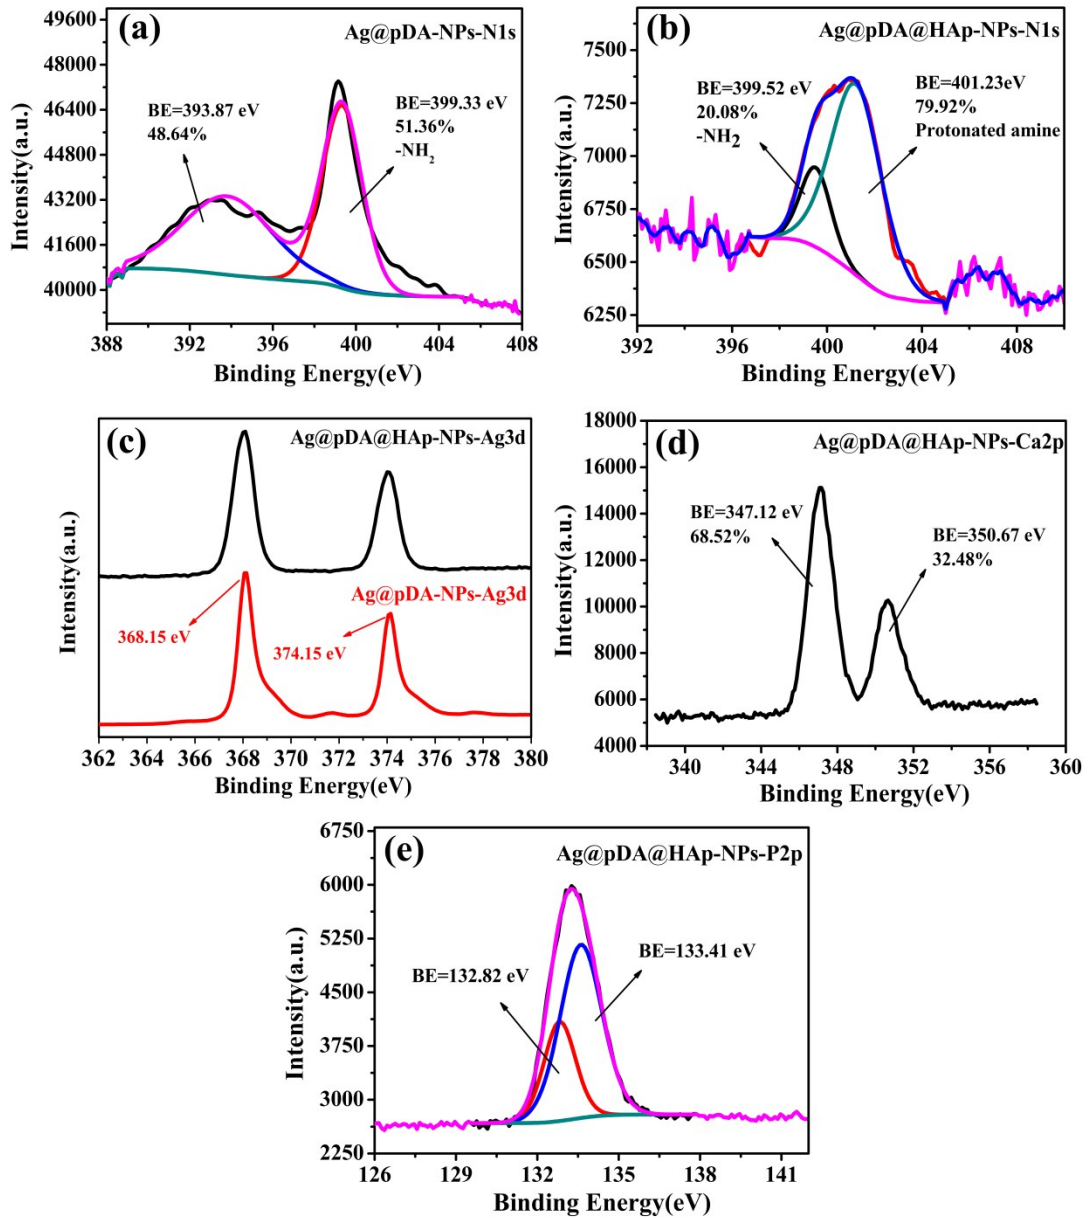 (a)
Ag@pDA-NPs-N1s
BE=393.87 eV
48.64%
BE=399.33 eV
51.36%
-NH2
49600
48000
46400
44800
43200
41600
40000
Intensity(a.u.)
388 392 396 400 404 408
Binding Energy(eV)
(b)
Ag@pDA@HAp-NPs-N1s
BE=399.52 eV
20.08%
-NH2
BE=401.23eV
79.92%
Protonated amine
7500
7250
7000
6750
6500
6250
Intensity(a.u.)
392 396 400 404 408
Binding Energy(eV)
(c)
Ag@pDA@HAp-NPs-Ag3d
Ag@pDA-NPs-Ag3d
368.15 eV
374.15 eV
Intensity(a.u.)
362 364 366 368 370 372 374 376 378 380
Binding Energy(eV)
(d)
Ag@pDA@HAp-NPs-Ca2p
BE=347.12 eV
68.52%
BE=350.67 eV
32.48%
18000
16000
14000
12000
10000
8000
6000
4000
Intensity(a.u.)
340 344 348 352 356 360
Binding Energy(eV)
(e)
Ag@pDA@HAp-NPs-P2p
BE=132.82 eV
BE=133.41 eV
6750
6000
5250
4500
3750
3000
2250
Intensity(a.u.)
126 129 132 135 138 141
Binding Energy(eV)